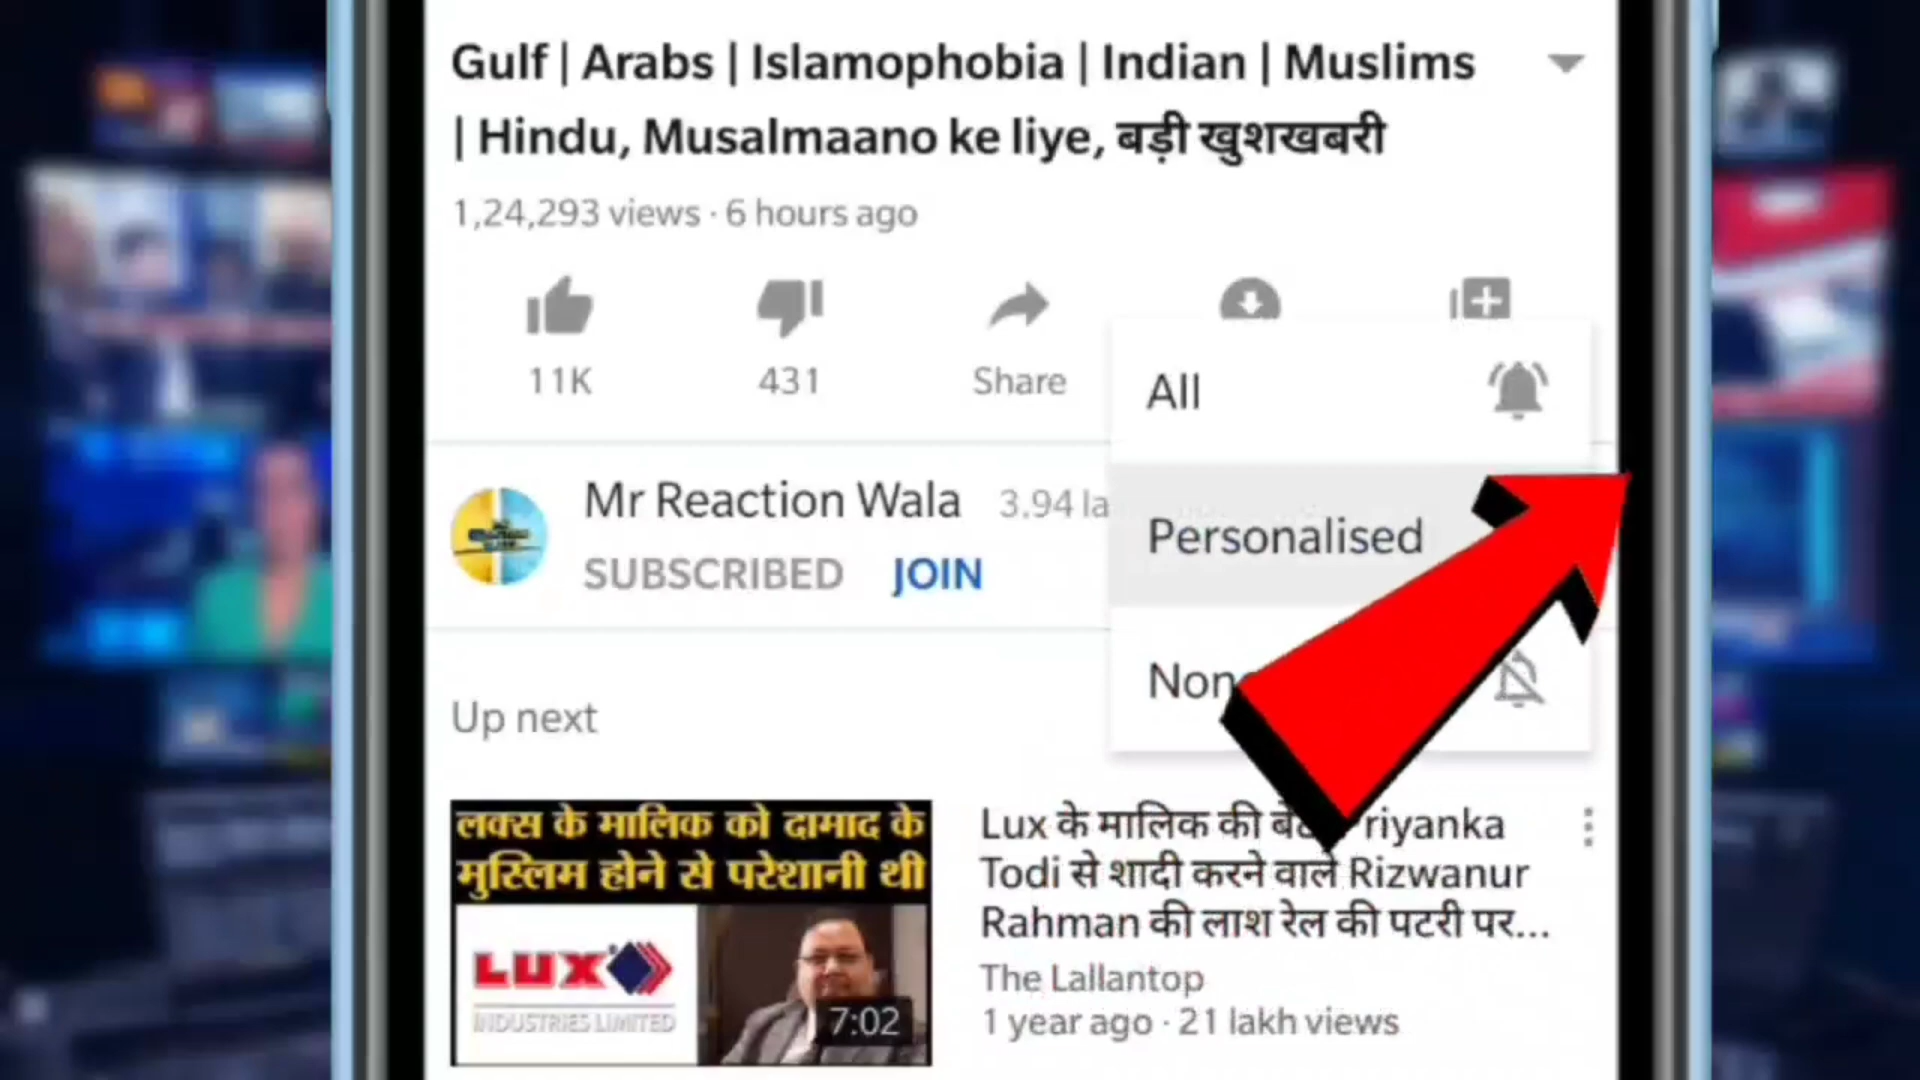 Gulf | Arabs | Islamophobia | Indian | Muslims
| Hindu, Musalmaano ke liye, बड़ी खुशखबरी
1,24,293 views · 6 hours ago
11K
431
Share
All
Mr Reaction Wala 3.94 la
SUBSCRIBED JOIN
Personalised
Non
Up next
लक्स के मालिक को दामाद के
मुस्लिम होने से परेशानी थी
LUX
INDUSTRIES LIMITED
7:02
Lux के मालिक की riyanka
Todi से शादी करने वाले Rizwanur
Rahman की लाश रेल की पटरी पर...
The Lallantop
1 year ago · 21 lakh views